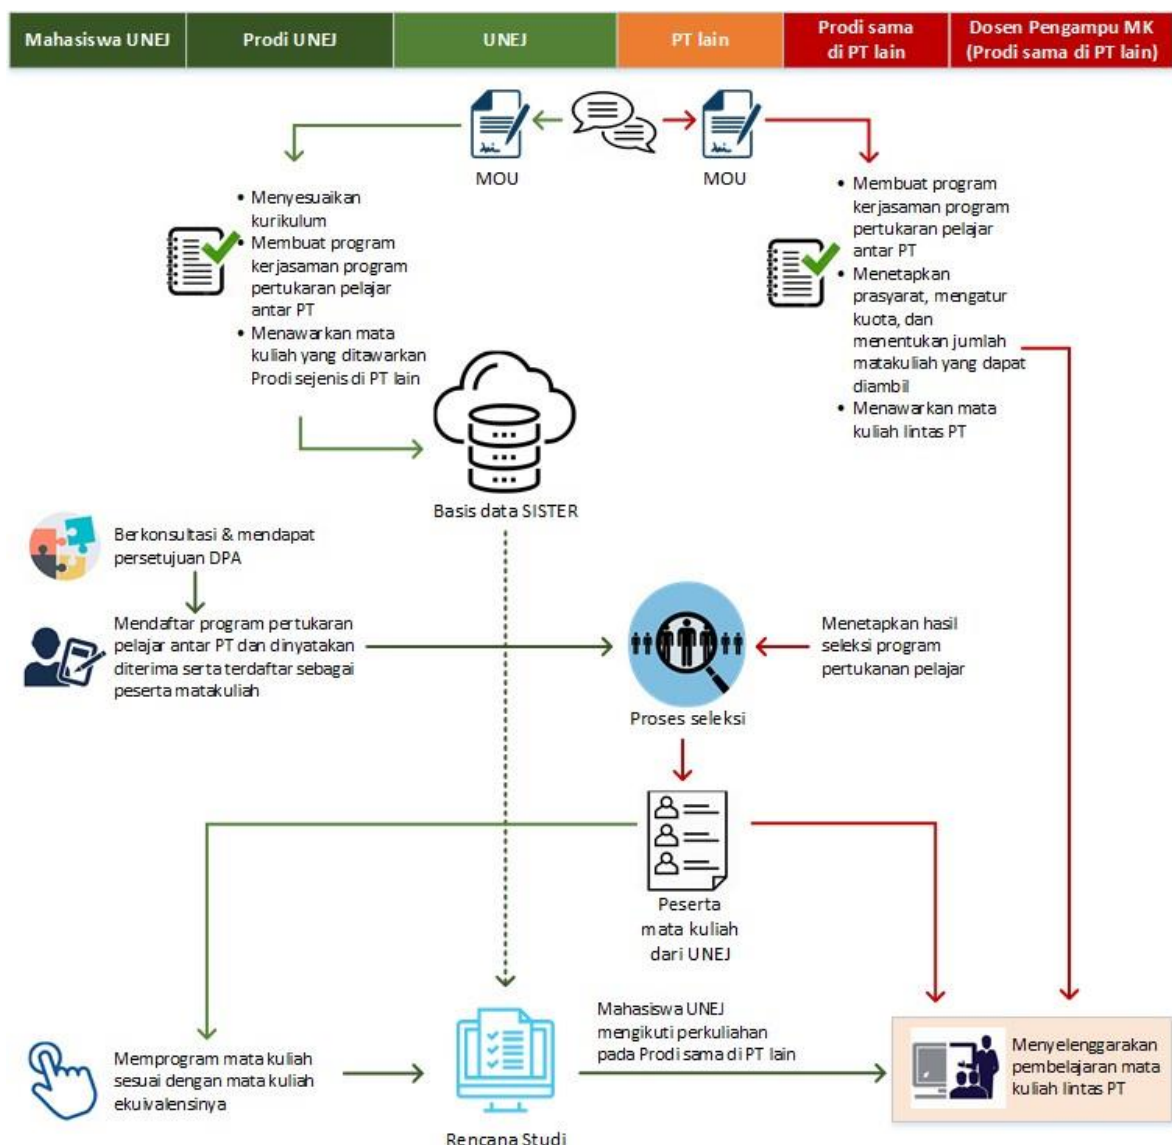 Mahasiswa UNEJ
Prodi UNEJ
UNEJ
PT lain
Prodi sama
di PT lain
Dosen Pengampu MK
(Prodi sama di PT lain)
MOU
MOU
• Menyesuaikan
kurikulum
• Membuat program
kerjasaman program
pertukaran pelajar
antar PT
• Menawarkan mata
kuliah yang ditawarkan
Prodi sejenis di PT lain
• Membuat program
kerjasaman program
pertukaran pelajar
antar PT
• Menetapkan
prasyarat, mengatur
kuota, dan
menentukan jumlah
matakuliah yang dapat
diambil
• Menawarkan mata
kuliah lintas PT
Basis data SISTER
Berkonsultasi & mendapat
persetujuan DPA
Mendaftar program pertukaran
pelajar antar PT dan dinyatakan
diterima serta terdaftar sebagai
peserta matakuliah
Proses seleksi
Menetapkan hasil
seleksi program
pertukanan pelajar
Peserta
mata kuliah
dari UNEJ
Memprogram mata kuliah
sesuai dengan mata kuliah
ekuivalensinya
Rencana Studi
Mahasiswa UNEJ
mengikuti perkuliahan
pada Prodi sama di PT lain
Menyelenggarakan
pembelajaran mata
kuliah lintas PT